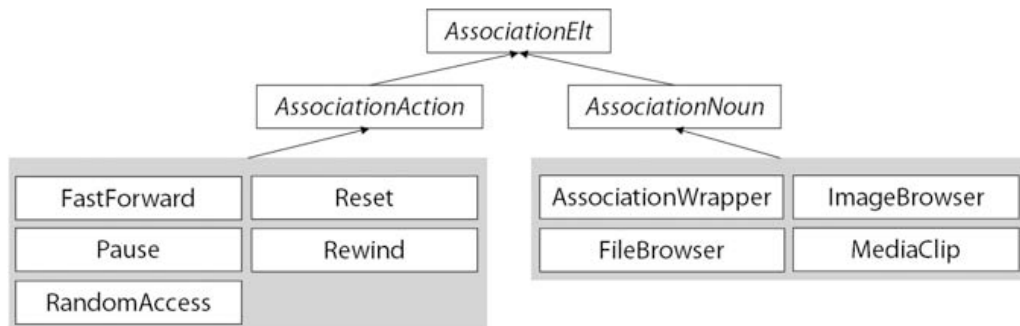 AssociationElt
AssociationAction
AssociationNoun
FastForward
Reset
Pause
Rewind
RandomAccess
AssociationWrapper
ImageBrowser
FileBrowser
MediaClip